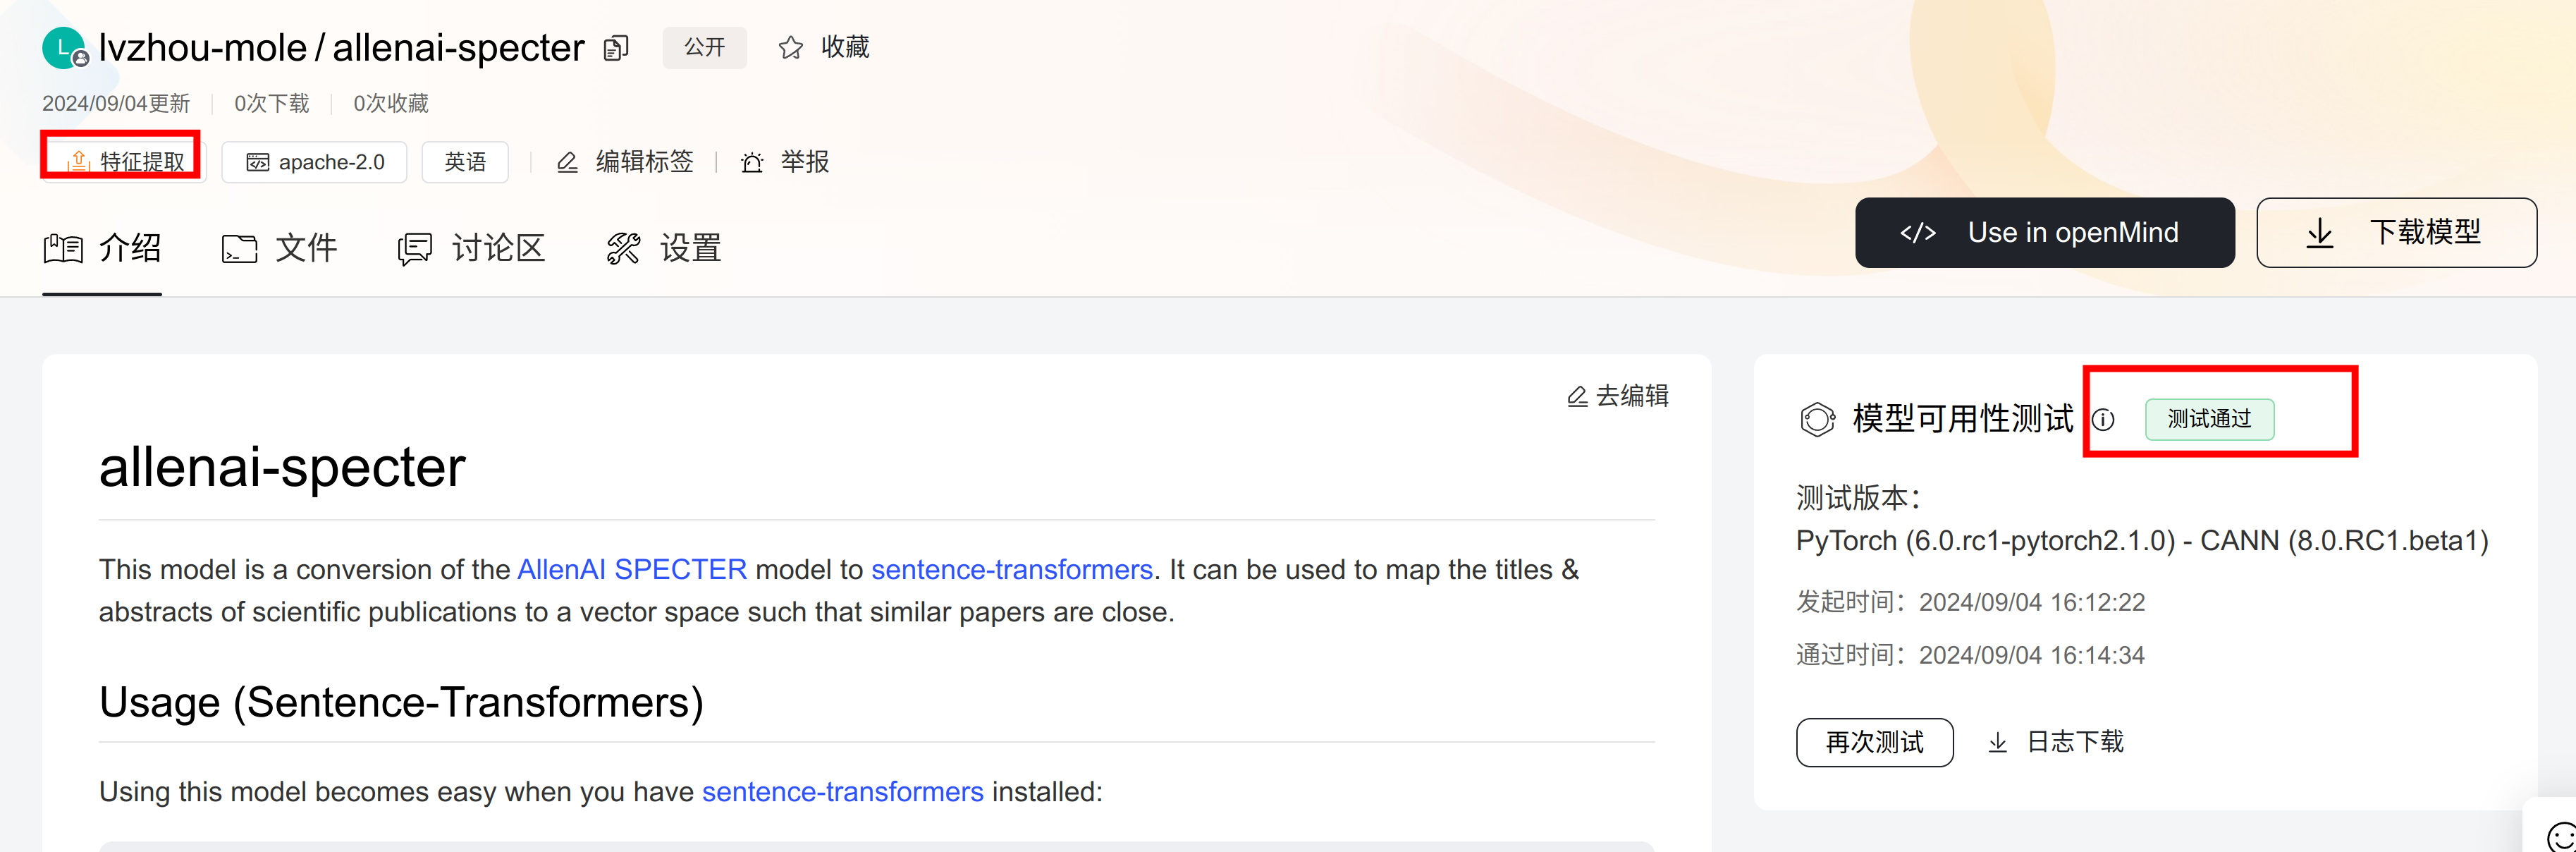 L lvzhou-mole / allenai-specter 公开 收藏
2024/09/04更新 0次下载 0次收藏
特征提取 apache-2.0 英语 编辑标签 举报
介绍 文件 讨论区 设置
</> Use in openMind 下载模型
去编辑
allenai-specter
This model is a conversion of the AllenAI SPECTER model to sentence-transformers. It can be used to map the titles &
abstracts of scientific publications to a vector space such that similar papers are close.
Usage (Sentence-Transformers)
Using this model becomes easy when you have sentence-transformers installed:
模型可用性测试 测试通过
测试版本：
PyTorch (6.0.rc1-pytorch2.1.0) - CANN (8.0.RC1.beta1)
发起时间：2024/09/04 16:12:22
通过时间：2024/09/04 16:14:34
再次测试 日志下载